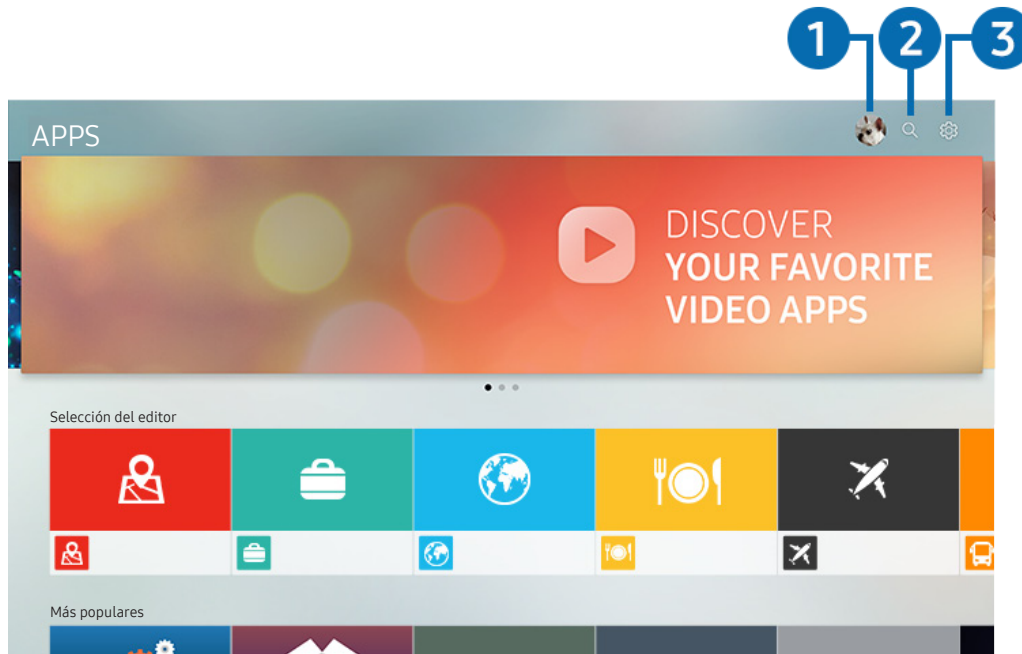 1 2 3
APPS
DISCOVER
YOUR FAVORITE
VIDEO APPS
Selección del editor
Más populares